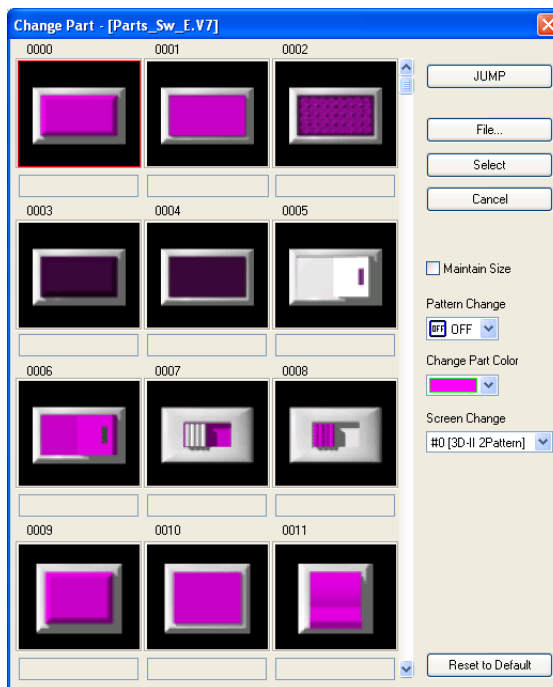 Change Part - [Parts_Sw_E.V7]
0000 0001 0002
JUMP
File...
Select
Cancel
0003 0004 0005
Maintain Size
Pattern Change
OFF OFF
Change Part Color
0006 0007 0008
Screen Change
#0 [3D-II 2Pattern]
0009 0010 0011
Reset to Default